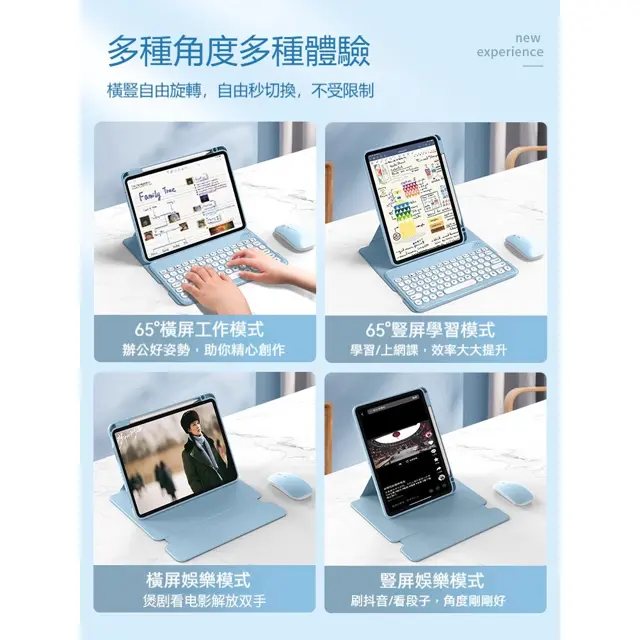 多種角度多種體驗
new
experience
橫豎自由旋轉，自由秒切換，不受限制
Family Tree
65°橫屏工作模式
辦公好姿勢，助你精心創作
65°豎屏學習模式
學習/上網課，效率大大提升
橫屏娛樂模式
煲剧看电影解放双手
豎屏娛樂模式
刷抖音/看段子，角度剛剛好